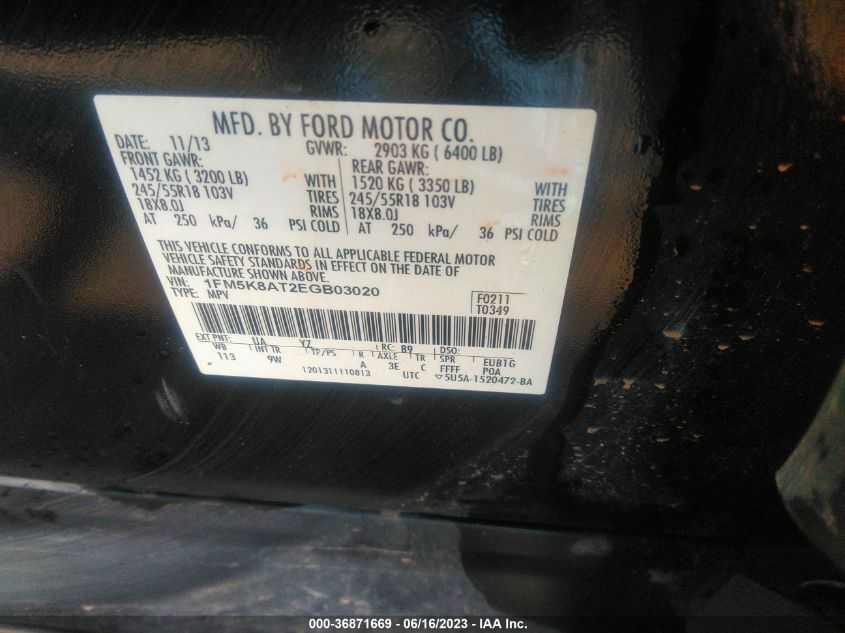 MFD. BY FORD MOTOR CO.
DATE: 11/13 GVWR: 2903 KG ( 6400 LB)
FRONT GAWR: REAR GAWR:
1452 KG ( 3200 LB) WITH 1520 KG ( 3350 LB) WITH
245/55R18 103V TIRES 245/55R18 103V TIRES
18X8.0J RIMS 18X8.0J RIMS
AT 250 kPa/ 36 PSI COLD AT 250 kPa/ 36 PSI COLD
THIS VEHICLE CONFORMS TO ALL APPLICABLE FEDERAL MOTOR
VEHICLE SAFETY STANDARDS IN EFFECT ON THE DATE OF
MANUFACTURE SHOWN ABOVE.
VIN: 1FM5K8AT2EGB03020
TYPE: MPV
F0211
T0349
EXT PNT: UA YZ RC: 89 DSO:
WB INT TR TP/PS R AXLE TR SPR EUB1G
113 9W A 3E C FFFF POA
1201311110813 UTC ▽5U5A-1520472-BA
000-36871669 - 06/16/2023 - IAA Inc.